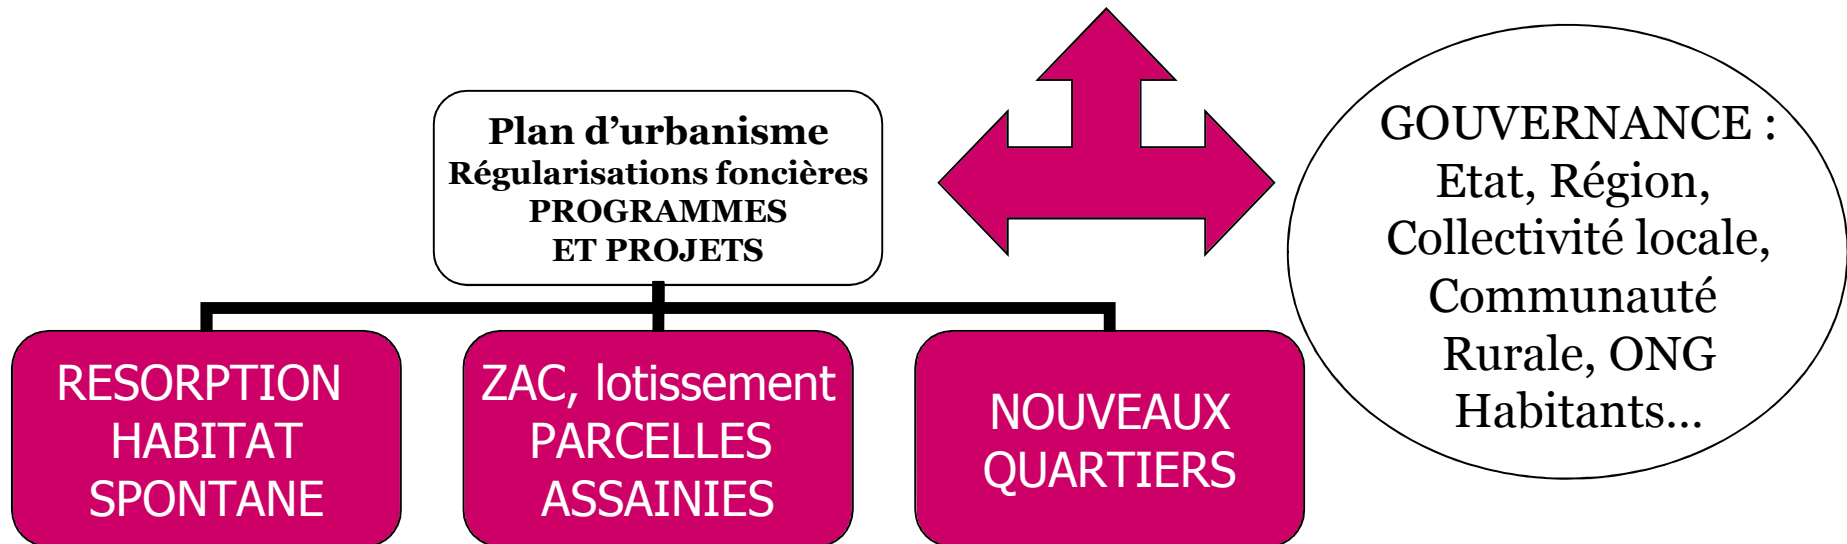 Plan d'urbanisme
Régularisations foncières
PROGRAMMES
ET PROJETS
GOUVERNANCE :
Etat, Région,
Collectivité locale,
Communauté
Rurale, ONG
Habitants...
RESORPTION
HABITAT
SPONTANE
ZAC, lotissement
PARCELLES
ASSAINIES
NOUVEAUX
QUARTIERS